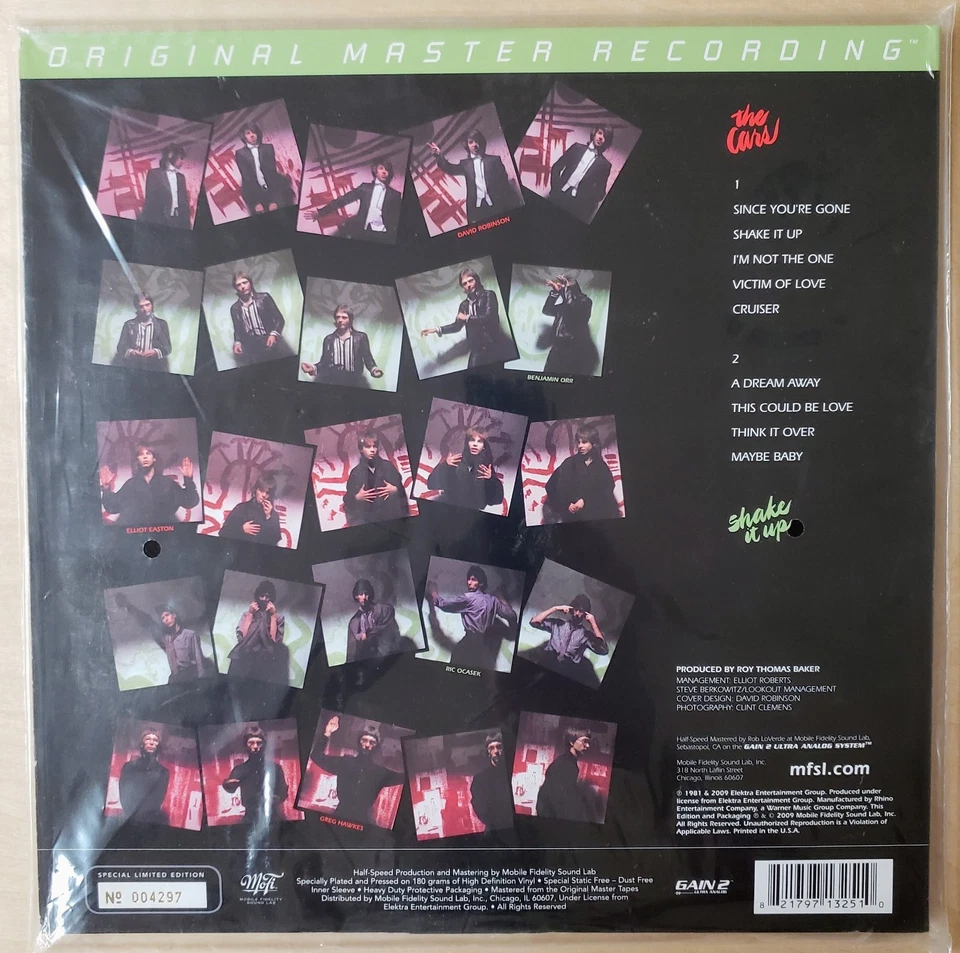 ORIGINAL MASTER RECORDING™
the
Cars
1
SINCE YOU'RE GONE
SHAKE IT UP
I'M NOT THE ONE
VICTIM OF LOVE
CRUISER
2
A DREAM AWAY
THIS COULD BE LOVE
THINK IT OVER
MAYBE BABY
shake
it up
DAVID ROBINSON
BENJAMIN ORR
ELLIOT EASTON
RIC OCASEK
GREG HAWKES
PRODUCED BY ROY THOMAS BAKER
MANAGEMENT: ELLIOT ROBERTS
STEVE BERKOWITZ/LOOKOUT MANAGEMENT
COVER DESIGN: DAVID ROBINSON
PHOTOGRAPHY: CLINT CLEMENS
Half-Speed Mastered by Rob LoVerde at Mobile Fidelity Sound Lab,
Sebastopol, CA on the GAIN 2 ULTRA ANALOG SYSTEM™
Mobile Fidelity Sound Lab, Inc.
318 North Laflin Street
Chicago, Illinois 60607
mfsl.com
℗ 1981 & 2009 Elektra Entertainment Group. Produced under
license from Elektra Entertainment Group. Manufactured by Rhino
Entertainment Company, a Warner Music Group Company. This
Edition and Packaging ℗ & © 2009 Mobile Fidelity Sound Lab, Inc.
All Rights Reserved. Unauthorized Reproduction is a Violation of
Applicable Laws. Printed in the U.S.A.
SPECIAL LIMITED EDITION
Nº 004297
MoFi
MOBILE FIDELITY
SOUND LAB
Half-Speed Production and Mastering by Mobile Fidelity Sound Lab
Specially Plated and Pressed on 180 grams of High Definition Vinyl • Special Static Free – Dust Free
Inner Sleeve • Heavy Duty Protective Packaging • Mastered from the Original Master Tapes
Distributed by Mobile Fidelity Sound Lab, Inc., Chicago, IL 60607, Under License from
Elektra Entertainment Group. • All Rights Reserved
GAIN 2™
ULTRA ANALOG
8 21797 13251 0